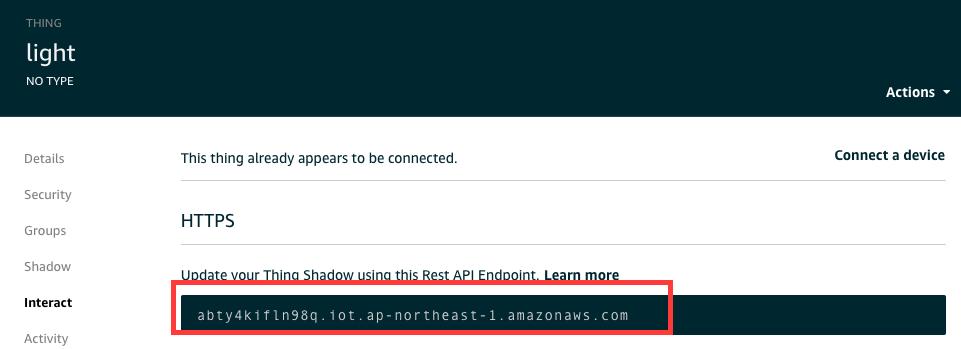 THING
light
NO TYPE
Actions
Details
Security
Groups
Shadow
Interact
Activity
This thing already appears to be connected.
Connect a device
HTTPS
Update your Thing Shadow using this Rest API Endpoint. Learn more
abty4kifln98q.iot.ap-northeast-1.amazonaws.com